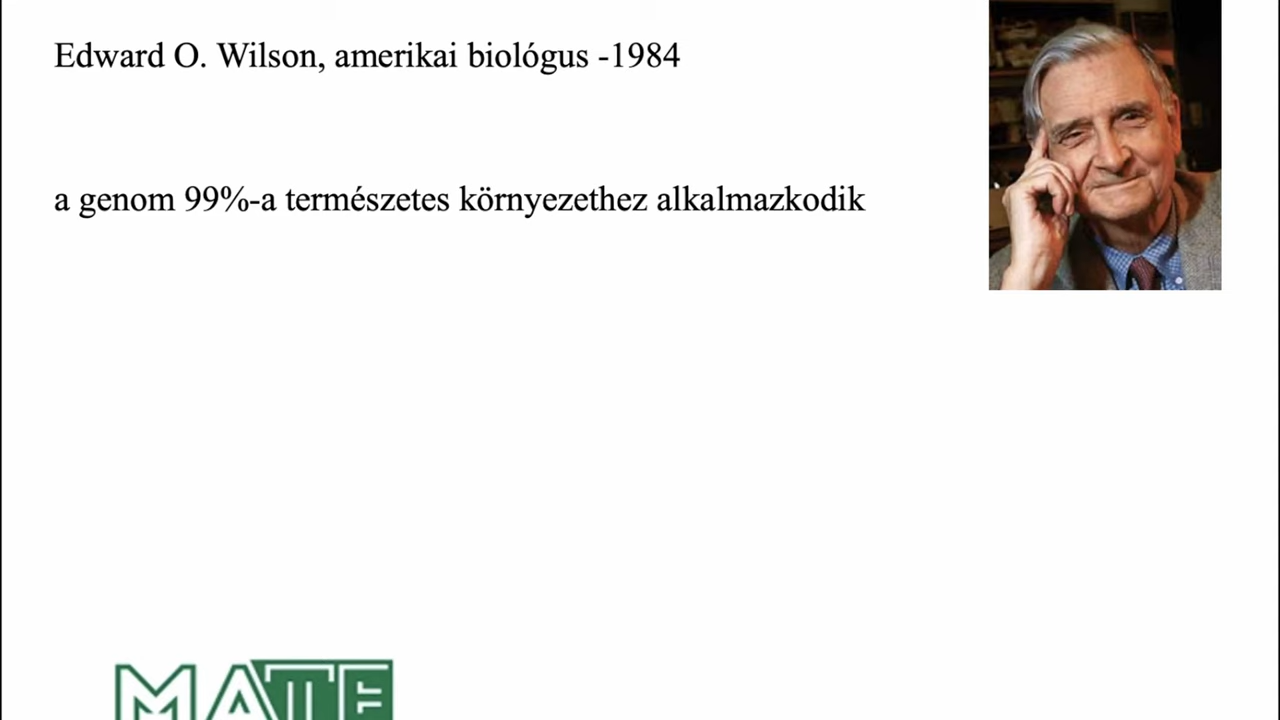 Edward O. Wilson, amerikai biológus -1984
a genom 99%-a természetes környezethez alkalmazkodik
MATE